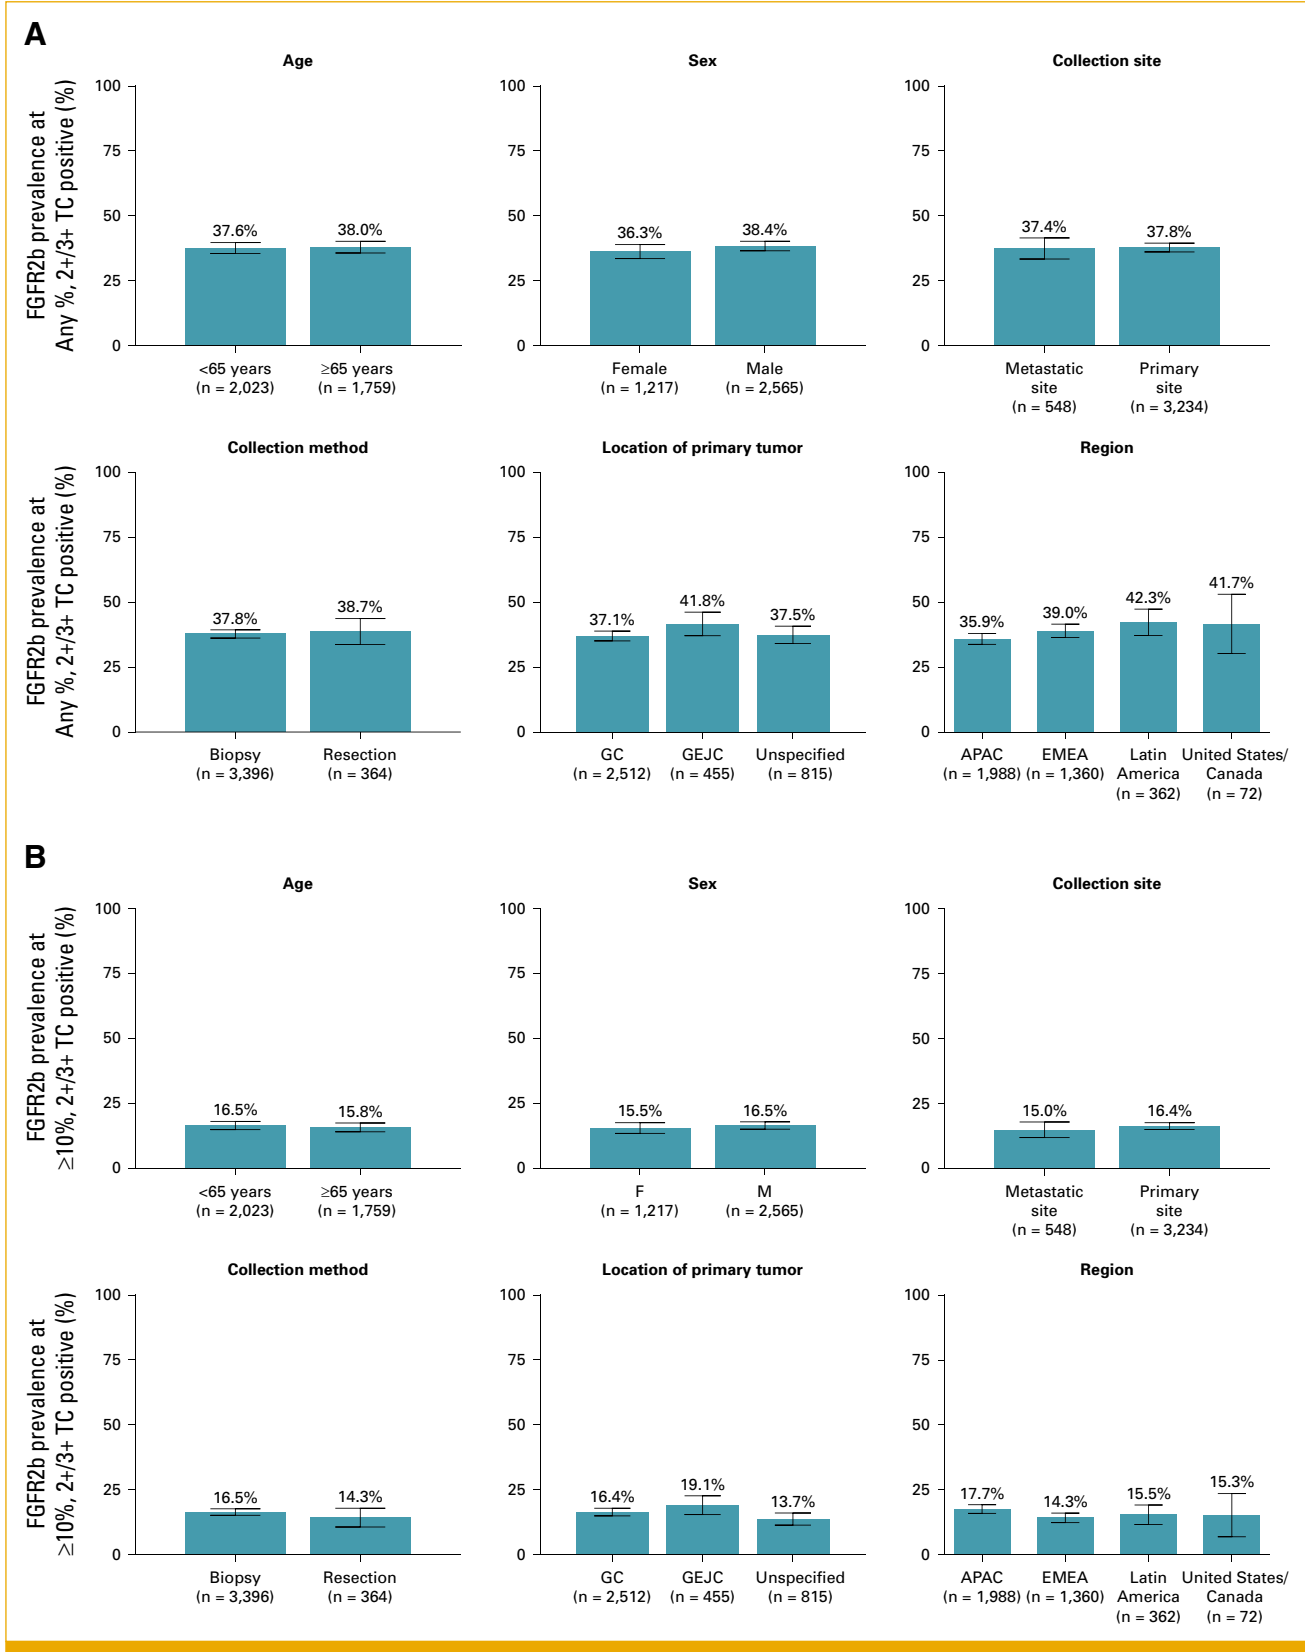 A
FGFR2b prevalence at
Any %, 2+/3+ TC positive (%)
Age
100
75
50
25
0
37.6%
38.0%
<65 years
(n = 2,023)
≥65 years
(n = 1,759)
Sex
100
75
50
25
0
36.3%
38.4%
Female
(n = 1,217)
Male
(n = 2,565)
Collection site
100
75
50
25
0
37.4%
37.8%
Metastatic
site
(n = 548)
Primary
site
(n = 3,234)
FGFR2b prevalence at
Any %, 2+/3+ TC positive (%)
Collection method
100
75
50
25
0
37.8%
38.7%
Biopsy
(n = 3,396)
Resection
(n = 364)
Location of primary tumor
100
75
50
25
0
37.1%
41.8%
37.5%
GC
(n = 2,512)
GEJC
(n = 455)
Unspecified
(n = 815)
Region
100
75
50
25
0
35.9%
39.0%
42.3%
41.7%
APAC
(n = 1,988)
EMEA
(n = 1,360)
Latin
America
(n = 362)
United States/
Canada
(n = 72)
B
FGFR2b prevalence at
≥10%, 2+/3+ TC positive (%)
Age
100
75
50
25
0
16.5%
15.8%
<65 years
(n = 2,023)
≥65 years
(n = 1,759)
Sex
100
75
50
25
0
15.5%
16.5%
F
(n = 1,217)
M
(n = 2,565)
Collection site
100
75
50
25
0
15.0%
16.4%
Metastatic
site
(n = 548)
Primary
site
(n = 3,234)
FGFR2b prevalence at
≥10%, 2+/3+ TC positive (%)
Collection method
100
75
50
25
0
16.5%
14.3%
Biopsy
(n = 3,396)
Resection
(n = 364)
Location of primary tumor
100
75
50
25
0
16.4%
19.1%
13.7%
GC
(n = 2,512)
GEJC
(n = 455)
Unspecified
(n = 815)
Region
100
75
50
25
0
17.7%
14.3%
15.5%
15.3%
APAC
(n = 1,988)
EMEA
(n = 1,360)
Latin
America
(n = 362)
United States/
Canada
(n = 72)